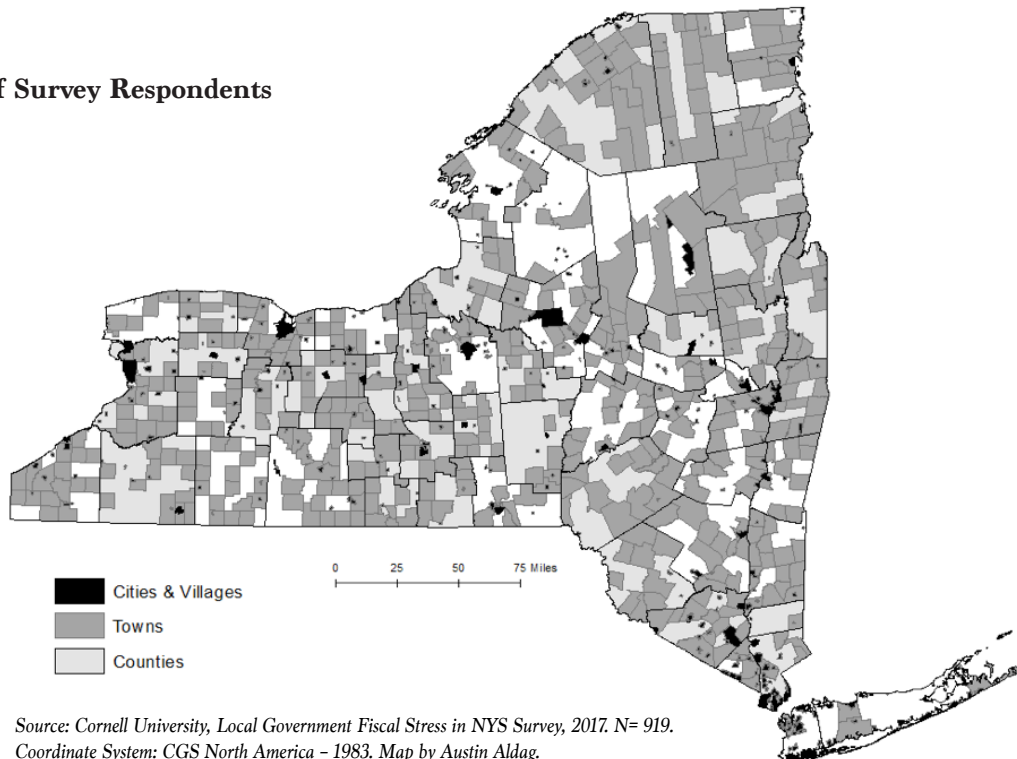 f Survey Respondents
0 25 50 75 Miles
Cities & Villages
Towns
Counties
Source: Cornell University, Local Government Fiscal Stress in NYS Survey, 2017. N= 919.
Coordinate System: CGS North America – 1983. Map by Austin Aldag.